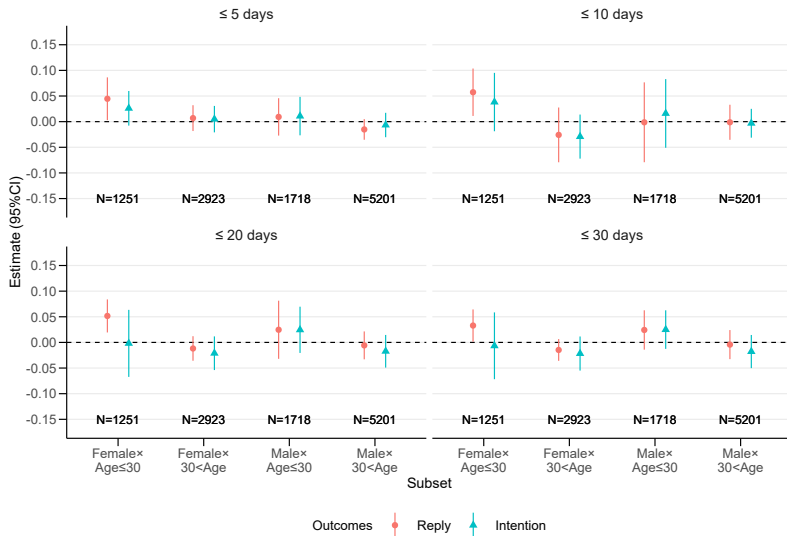 ≤ 5 days
≤ 10 days
0.15
0.10
0.05
0.00
-0.05
-0.10
-0.15
N=1251 N=2923 N=1718 N=5201
N=1251 N=2923 N=1718 N=5201
≤ 20 days
≤ 30 days
0.15
0.10
0.05
0.00
-0.05
-0.10
-0.15
N=1251 N=2923 N=1718 N=5201
N=1251 N=2923 N=1718 N=5201
Estimate (95%CI)
Female× Female× Male× Male×
Age≤30 30<Age Age≤30 30<Age
Female× Female× Male× Male×
Age≤30 30<Age Age≤30 30<Age
Subset
Outcomes Reply Intention